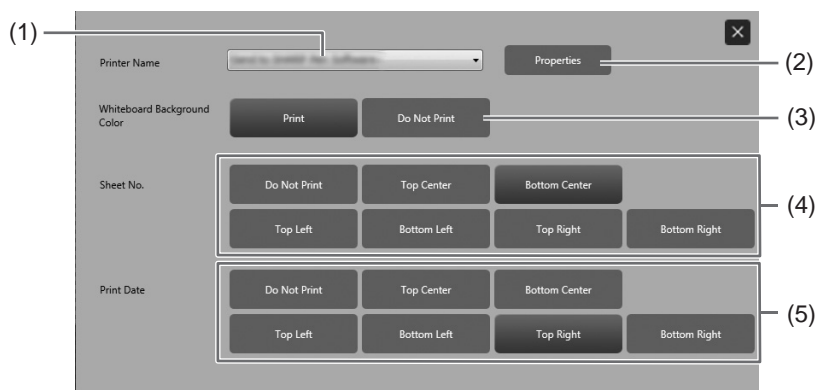 (1)
Printer Name
Properties
(2)
Whiteboard Background
Color
Print
Do Not Print
(3)
Sheet No.
Do Not Print
Top Center
Bottom Center
(4)
Top Left
Bottom Left
Top Right
Bottom Right
Print Date
Do Not Print
Top Center
Bottom Center
(5)
Top Left
Bottom Left
Top Right
Bottom Right